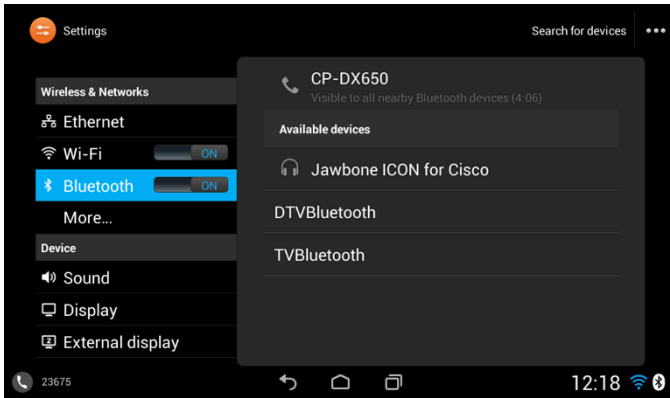 Settings
Search for devices
Wireless & Networks
Ethernet
Wi-Fi ON
Bluetooth ON
More...
Device
Sound
Display
2 External display
CP-DX650
Visible to all nearby Bluetooth devices (4:06)
Available devices
Jawbone ICON for Cisco
DTVBluetooth
TVBluetooth
23675
12:18